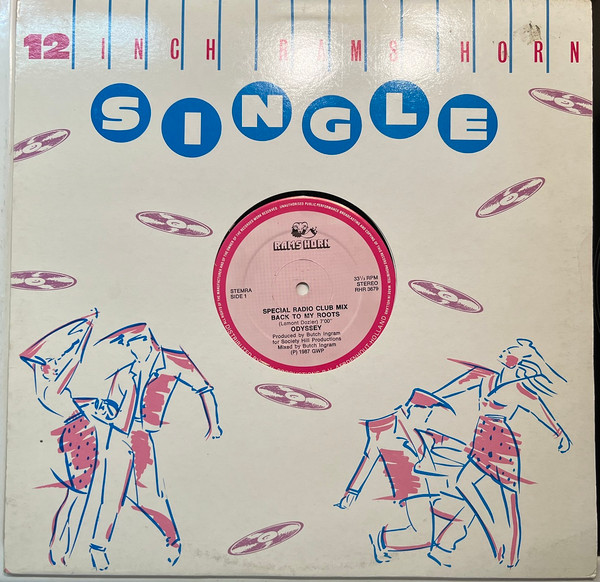 12 INCH RAMS HORN
SINGLE
RAMS HORN
STEMRA
SIDE 1
33⅓ RPM
STEREO
RHR 3679
SPECIAL RADIO CLUB MIX
BACK TO MY ROOTS
(Lamont Dozier) 7'00"
ODYSSEY
Produced by Butch Ingram
for Society Hill Productions
Mixed by Butch Ingram
(P) 1987 GWP